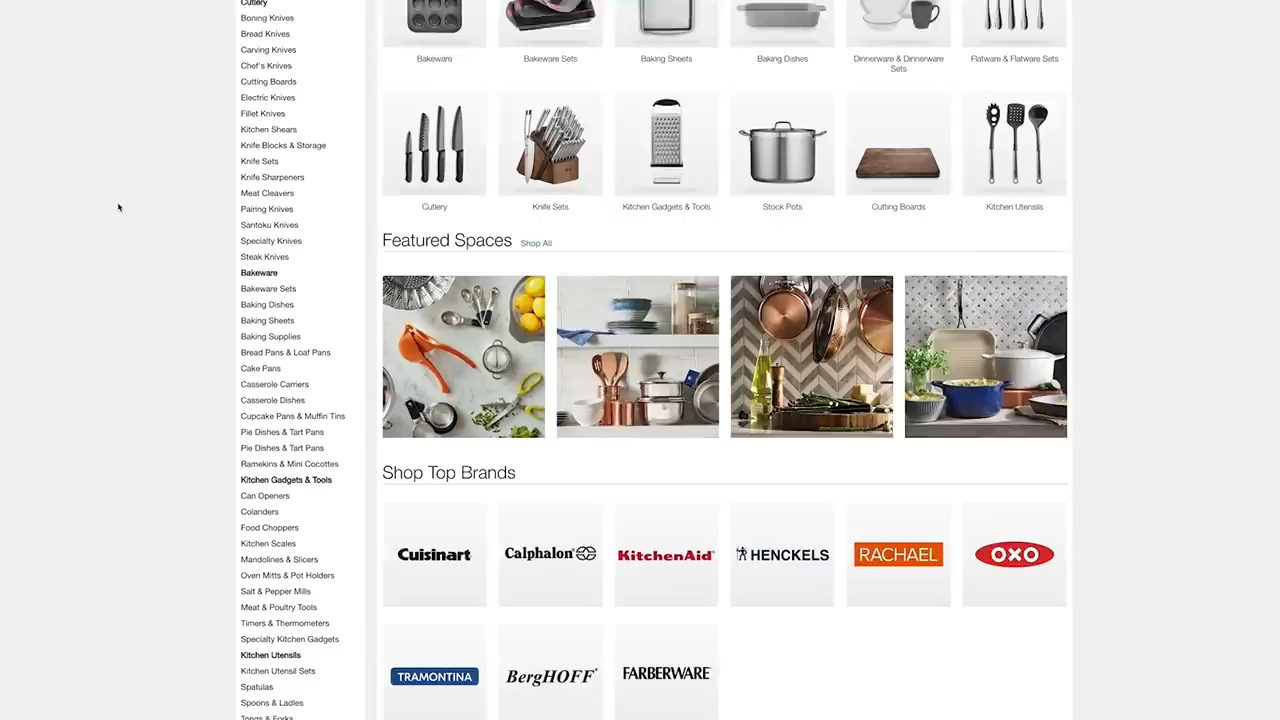 Cutlery
Boning Knives
Bread Knives
Carving Knives
Chef's Knives
Cutting Boards
Electric Knives
Fillet Knives
Kitchen Shears
Knife Blocks & Storage
Knife Sets
Knife Sharpeners
Meat Cleavers
Pairing Knives
Santoku Knives
Specialty Knives
Steak Knives
Bakeware
Bakeware Sets
Baking Dishes
Baking Sheets
Baking Supplies
Bread Pans & Loaf Pans
Cake Pans
Casserole Carriers
Casserole Dishes
Cupcake Pans & Muffin Tins
Pie Dishes & Tart Pans
Pie Dishes & Tart Pans
Ramekins & Mini Cocottes
Kitchen Gadgets & Tools
Can Openers
Colanders
Food Choppers
Kitchen Scales
Mandolines & Slicers
Oven Mitts & Pot Holders
Salt & Pepper Mills
Meat & Poultry Tools
Timers & Thermometers
Specialty Kitchen Gadgets
Kitchen Utensils
Kitchen Utensil Sets
Spatulas
Spoons & Ladles
Tongs & Forks
Bakeware
Bakeware Sets
Baking Sheets
Baking Dishes
Dinnerware & Dinnerware
Sets
Flatware & Flatware Sets
Cutlery
Knife Sets
Kitchen Gadgets & Tools
Stock Pots
Cutting Boards
Kitchen Utensils
Featured Spaces Shop All
Shop Top Brands
Cuisinart
Calphalon
KitchenAid
HENCKELS
RACHAEL
OXO
TRAMONTINA
BergHOFF
FARBERWARE